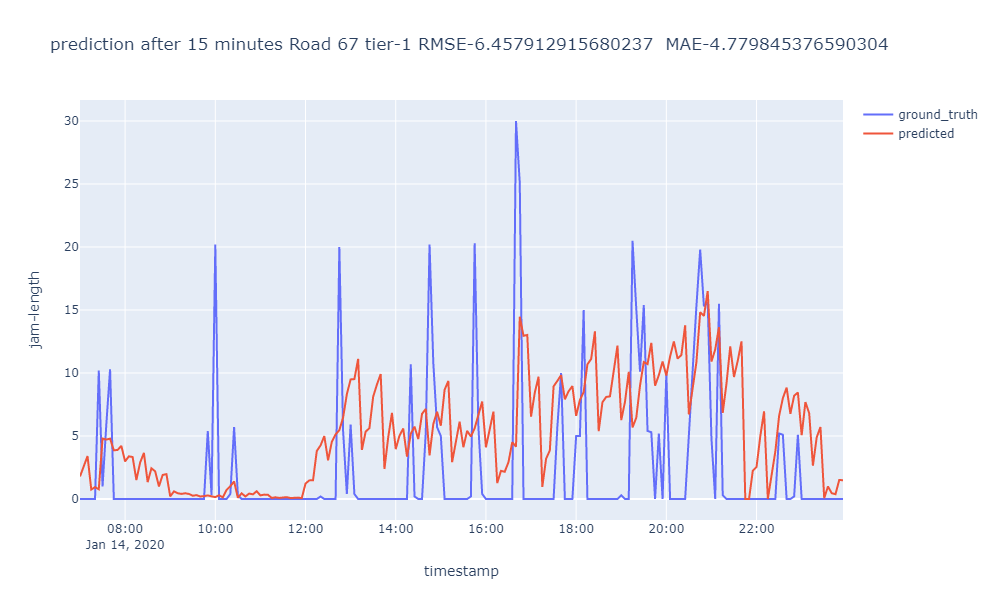 prediction after 15 minutes Road 67 tier-1 RMSE-6.457912915680237  MAE-4.779845376590304
ground_truth
predicted
jam-length
30
25
20
15
10
5
0
08:00 10:00 12:00 14:00 16:00 18:00 20:00 22:00
Jan 14, 2020
timestamp